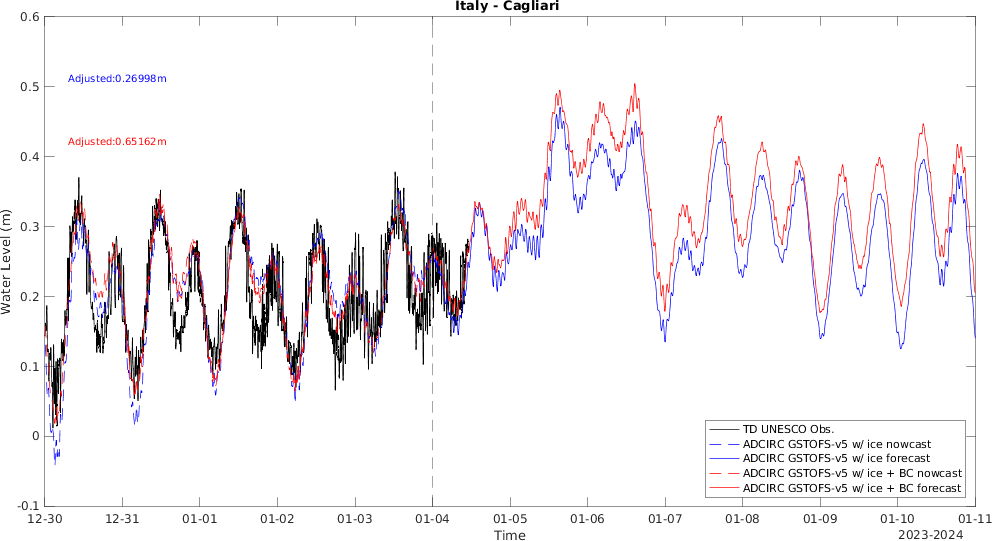 Italy - Cagliari
0.6
0.5
0.4
0.3
0.2
0.1
0
-0.1
Water Level (m)
Adjusted:0.26998m
Adjusted:0.65162m
TD UNESCO Obs.
ADCIRC GSTOFS-v5 w/ ice nowcast
ADCIRC GSTOFS-v5 w/ ice forecast
ADCIRC GSTOFS-v5 w/ ice + BC nowcast
ADCIRC GSTOFS-v5 w/ ice + BC forecast
12-30 12-31 01-01 01-02 01-03 01-04 01-05 01-06 01-07 01-08 01-09 01-10 01-11
Time
2023-2024